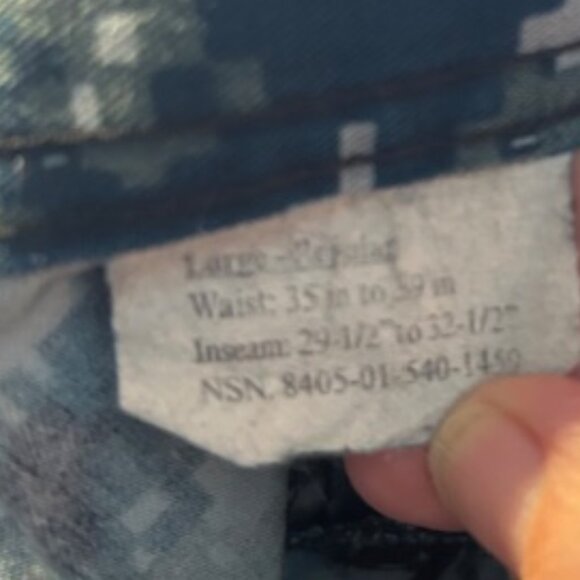 Large - Regular
Waist: 35 in to 39 in
Inseam: 29-1/2" to 32-1/2"
NSN. 8405-01-540-1459